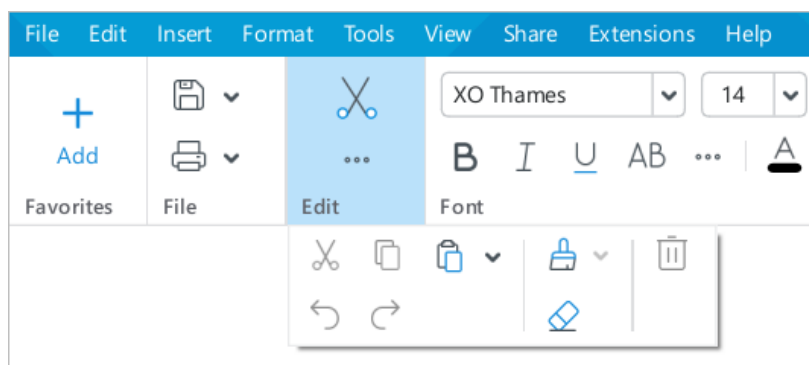 File Edit Insert Format Tools View Share Extensions Help
XO Thames 14
Add
B I U AB A
Favorites File Edit Font